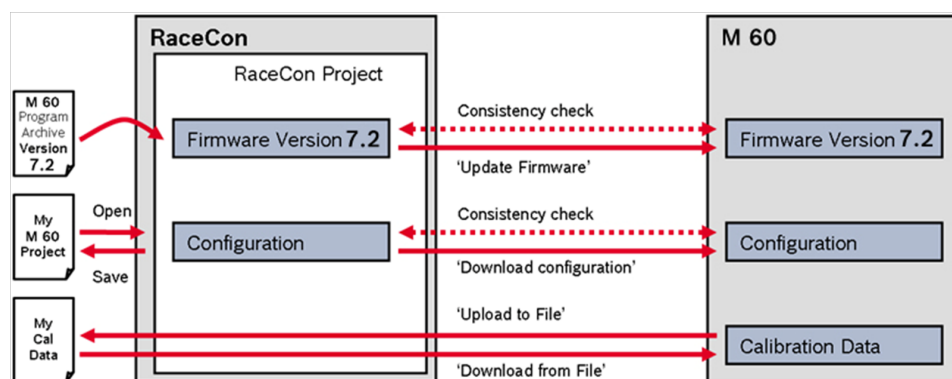 RaceCon
M 60
RaceCon Project
M 60
Program
Archive
Version
7.2
Firmware Version 7.2
Consistency check
'Update Firmware'
Firmware Version 7.2
My
M 60
Project
Open
Save
Configuration
Consistency check
'Download configuration'
Configuration
My
Cal
Data
'Upload to File'
'Download from File'
Calibration Data